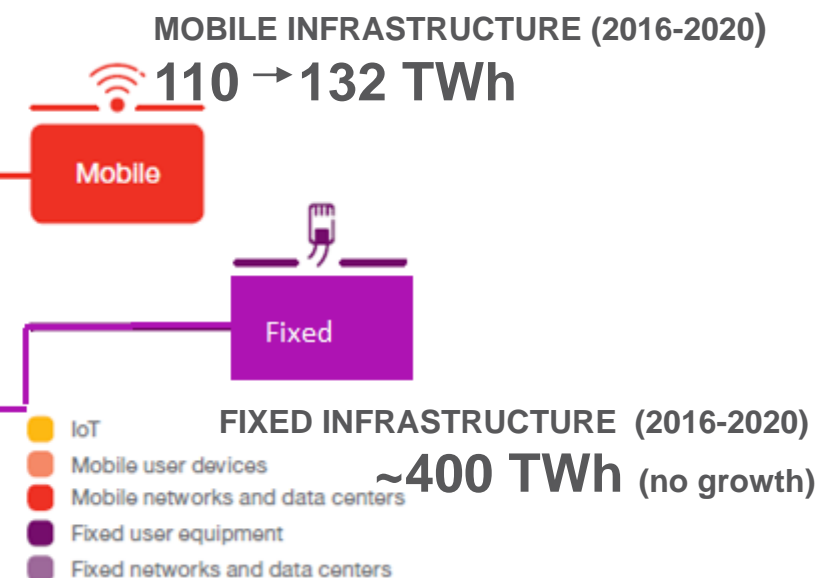 MOBILE INFRASTRUCTURE (2016-2020)
110 → 132 TWh
Mobile
Fixed
FIXED INFRASTRUCTURE (2016-2020)
~400 TWh (no growth)
IoT
Mobile user devices
Mobile networks and data centers
Fixed user equipment
Fixed networks and data centers